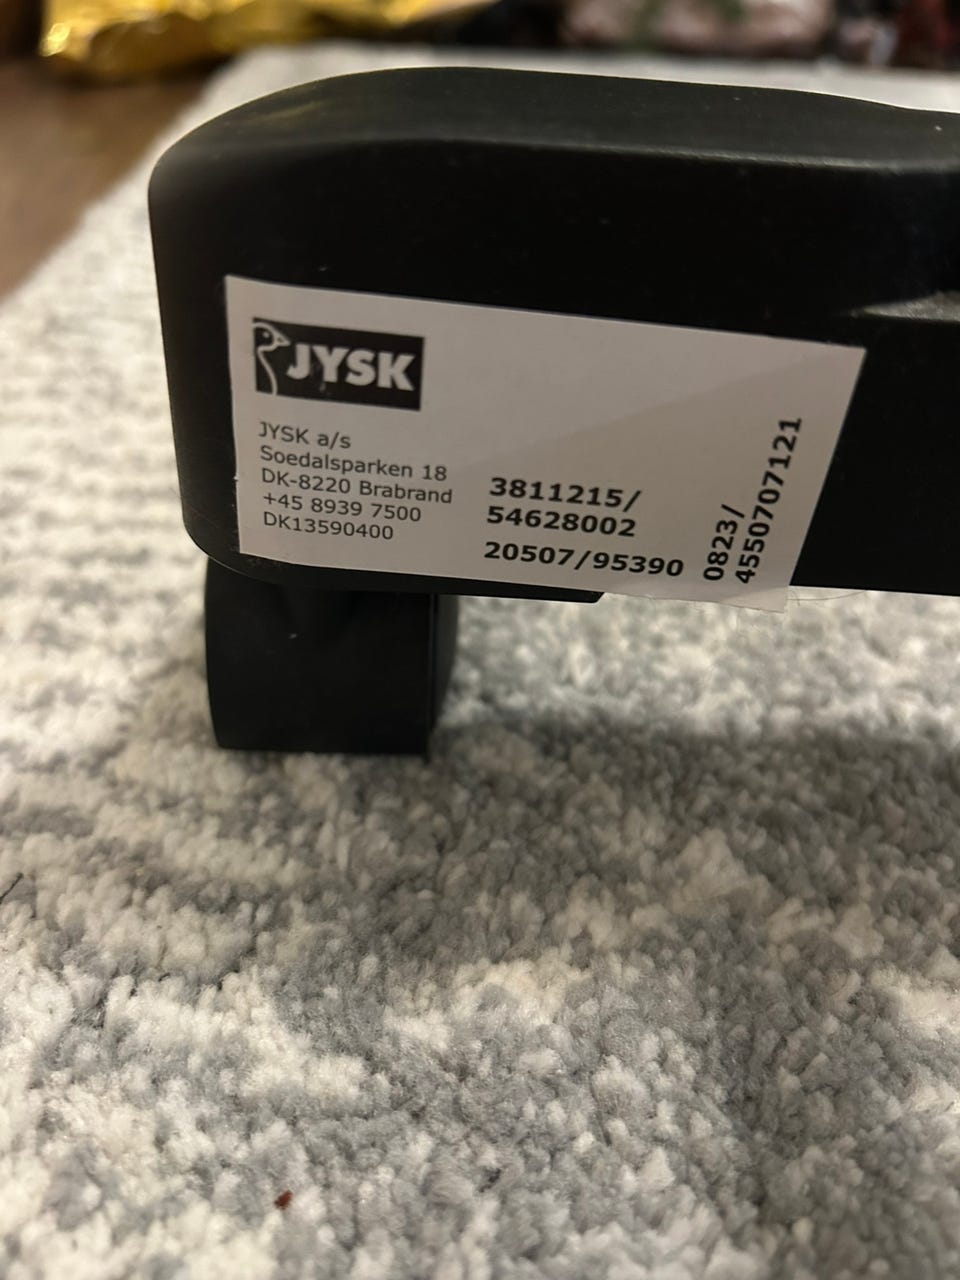 JYSK
JYSK a/s
Soedalsparken 18
DK-8220 Brabrand
+45 8939 7500
DK13590400
3811215/
54628002
20507/95390
0823/
4550707121